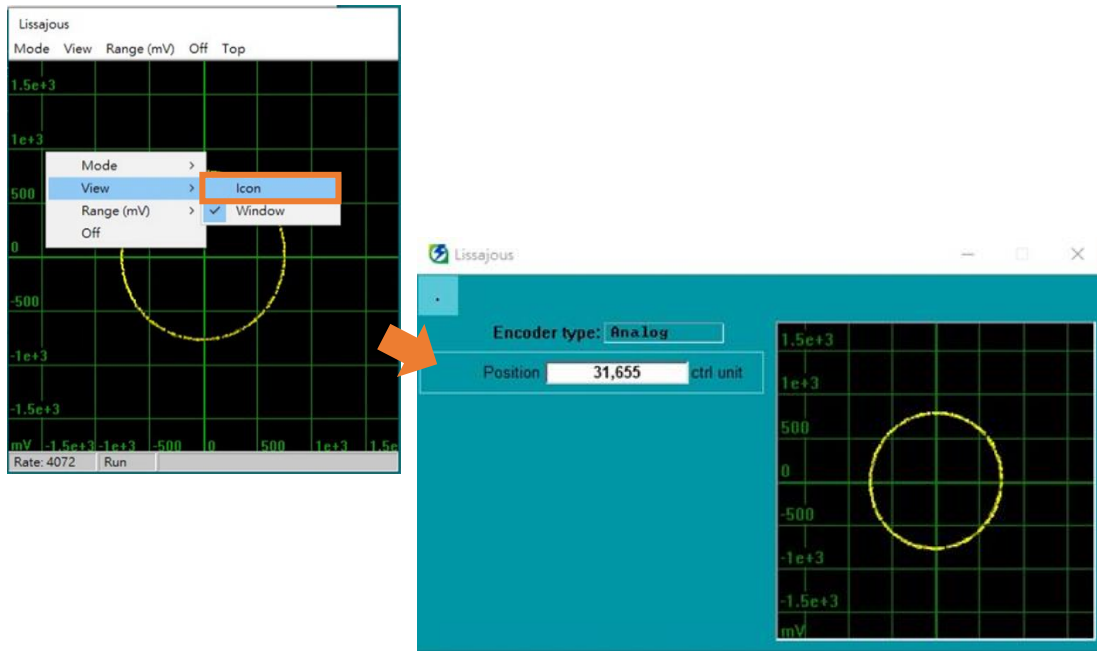 Lissajous
Mode View Range (mV) Off Top
1.5e+3
1e+3
Mode >
View > Icon
500
Range (mV) > ✓ Window
Off
0
-500
-1e+3
-1.5e+3
mV -1.5e+3 -1e+3 -500 0 500 1e+3 1.5e
Rate: 4072 Run
Lissajous
.
Encoder type: Analog
Position 31,655 ctrl unit
1.5e+3
1e+3
500
0
-500
-1e+3
-1.5e+3
mV